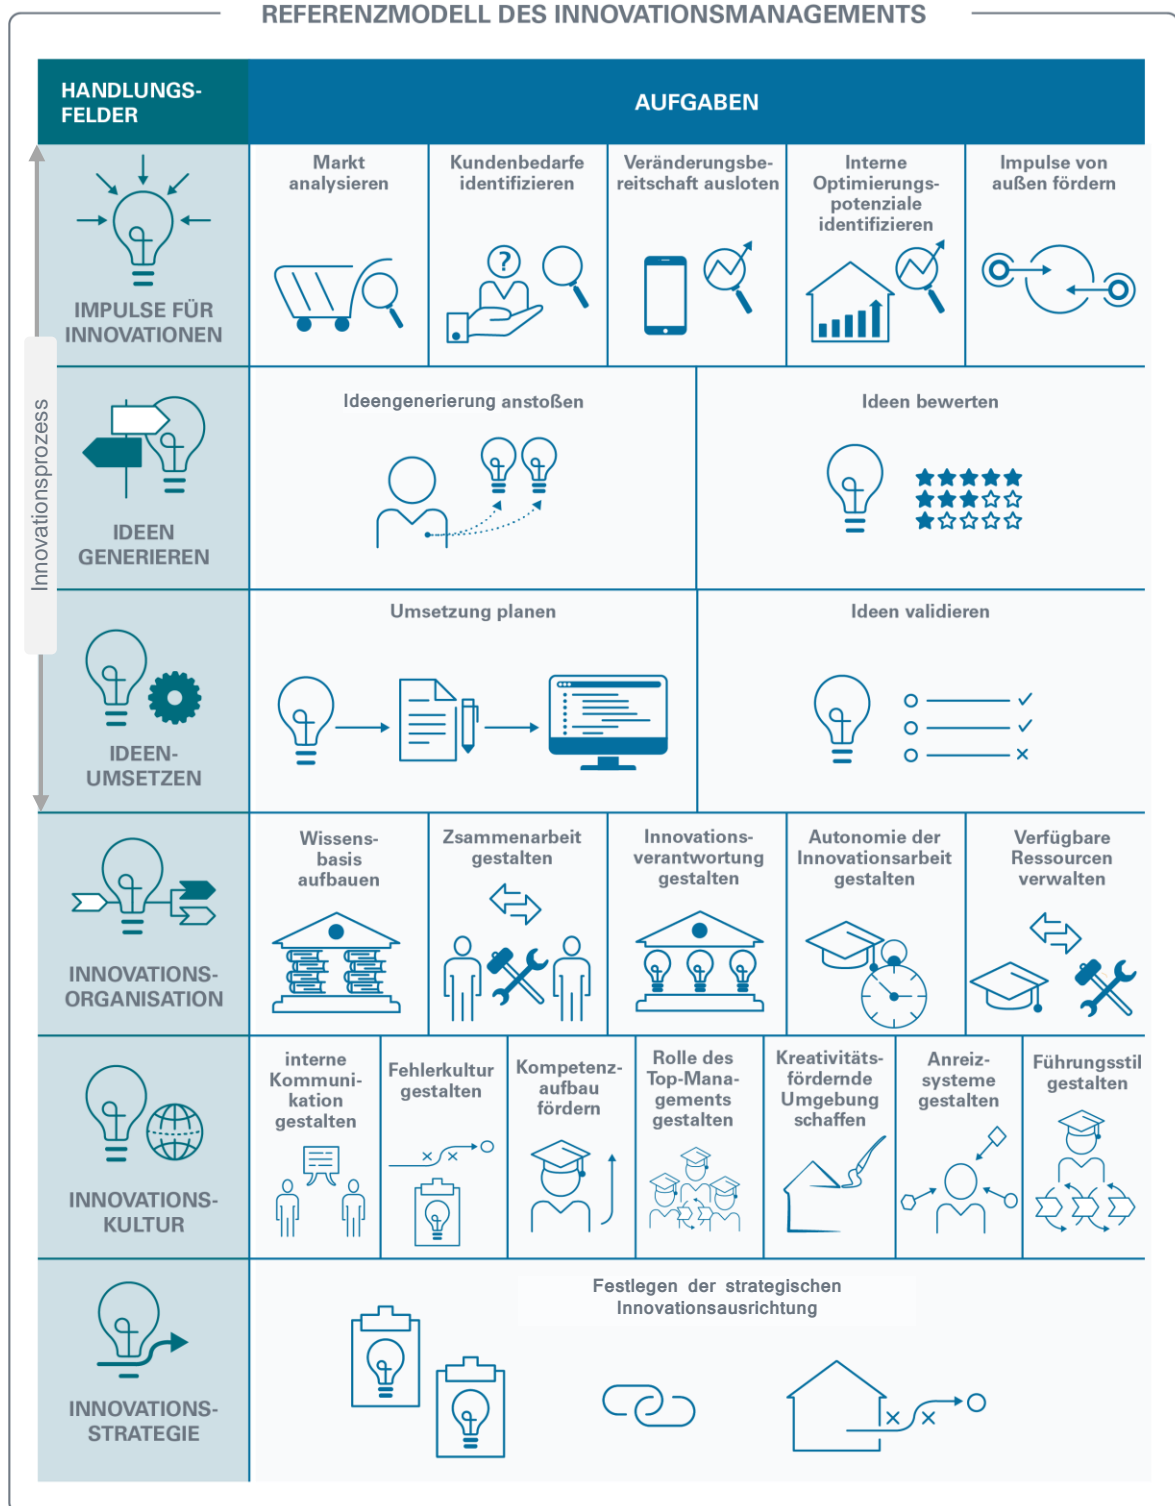 REFERENZMODELL DES INNOVATIONSMANAGEMENTS
HANDLUNGS-
FELDER
AUFGABEN
Innovationsprozess
IMPULSE FÜR
INNOVATIONEN
Markt
analysieren
Kundenbedarfe
identifizieren
Veränderungsbe-
reitschaft ausloten
Interne
Optimierungs-
potenziale
identifizieren
Impulse von
außen fördern
?
IDEEN
GENERIEREN
Ideengenerierung anstoßen
Ideen bewerten
IDEEN-
UMSETZEN
Umsetzung planen
Ideen validieren
INNOVATIONS-
ORGANISATION
Wissens-
basis
aufbauen
Zsammenarbeit
gestalten
Innovations-
verantwortung
gestalten
Autonomie der
Innovationsarbeit
gestalten
Verfügbare
Ressourcen
verwalten
INNOVATIONS-
KULTUR
interne
Kommuni-
kation
gestalten
Fehlerkultur
gestalten
Kompetenz-
aufbau
fördern
Rolle des
Top-Mana-
gements
gestalten
Kreativitäts-
fördernde
Umgebung
schaffen
Anreiz-
systeme
gestalten
Führungsstil
gestalten
INNOVATIONS-
STRATEGIE
Festlegen der strategischen
Innovationsausrichtung